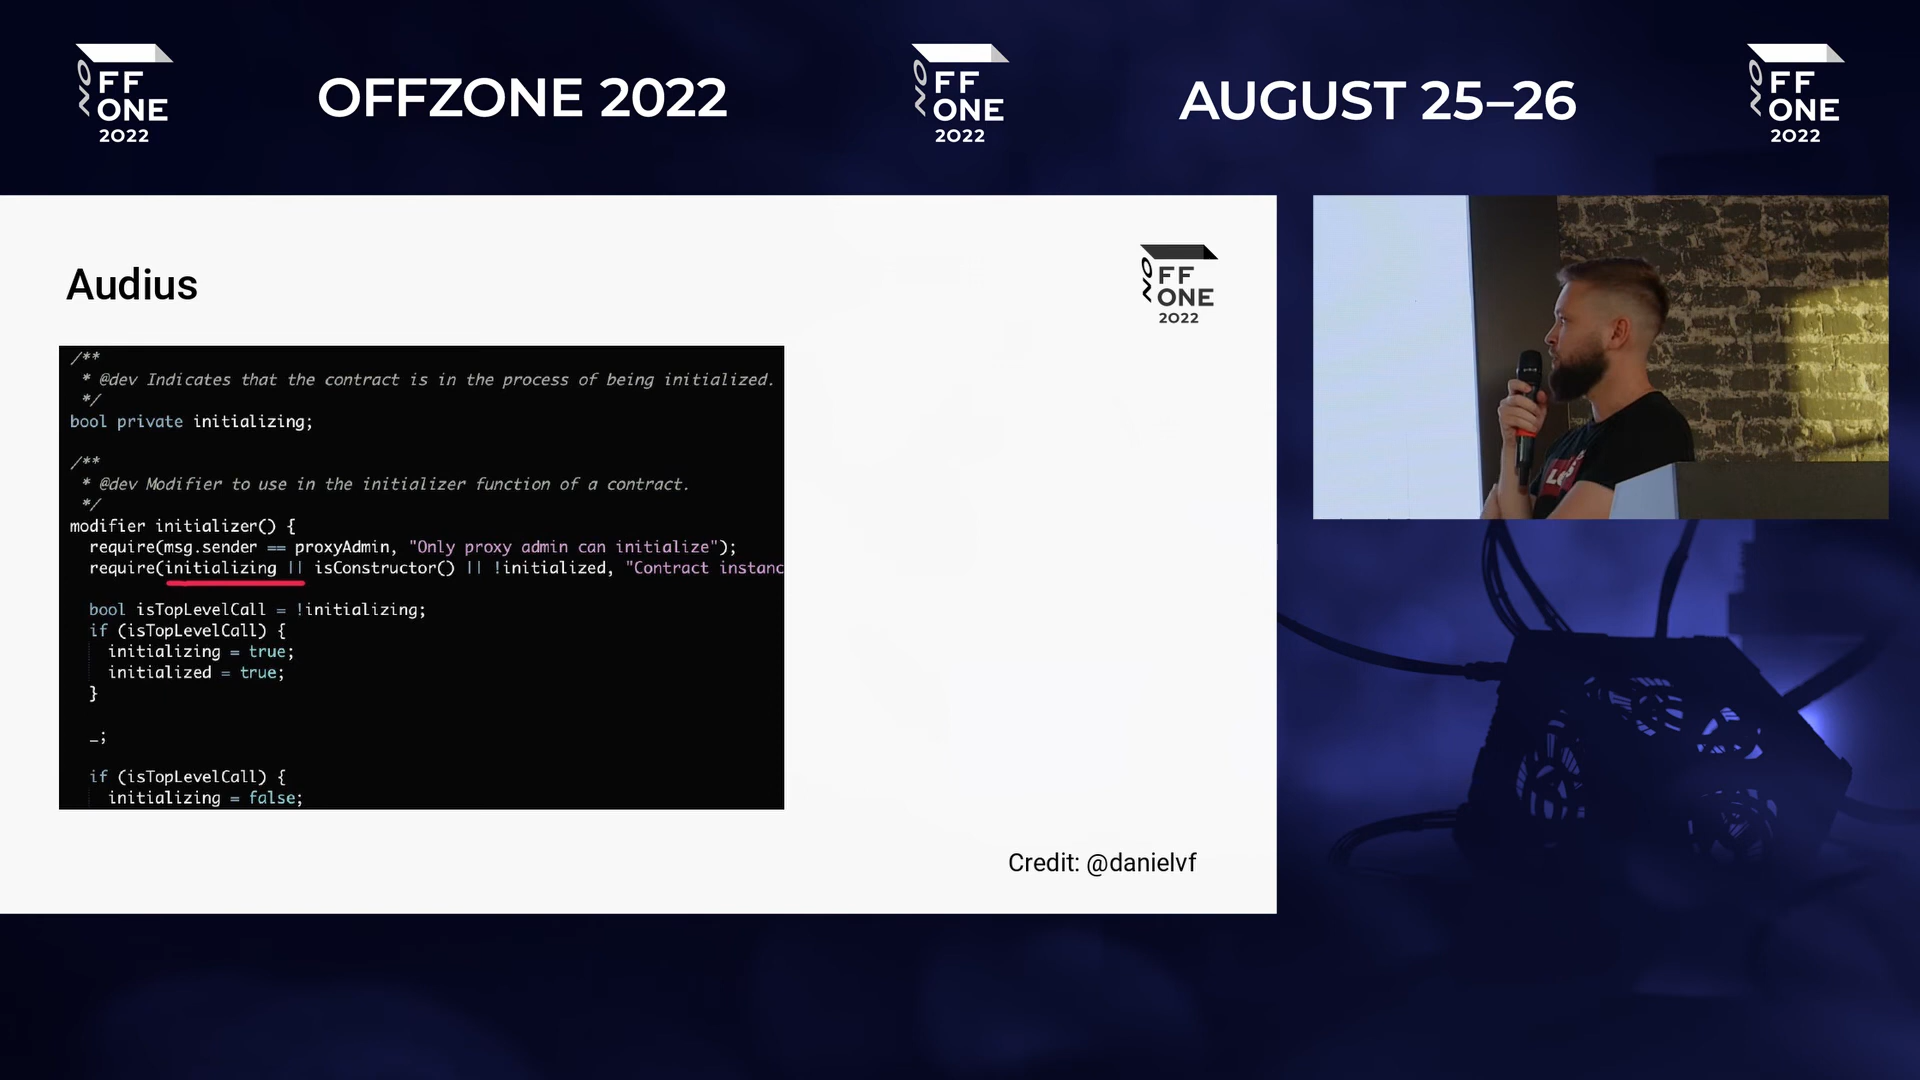 OFF
ZONE
2022
OFFZONE 2022
OFF
ZONE
2022
AUGUST 25–26
OFF
ZONE
2022
Audius
OFF
ZONE
2022
/**
* @dev Indicates that the contract is in the process of being initialized.
*/
bool private initializing;
/**
* @dev Modifier to use in the initializer function of a contract.
*/
modifier initializer() {
require(msg.sender == proxyAdmin, "Only proxy admin can initialize");
require(initializing || isConstructor() || !initialized, "Contract instanc
bool isTopLevelCall = !initializing;
if (isTopLevelCall) {
initializing = true;
initialized = true;
}
_;
if (isTopLevelCall) {
initializing = false;
Credit: @danielvf